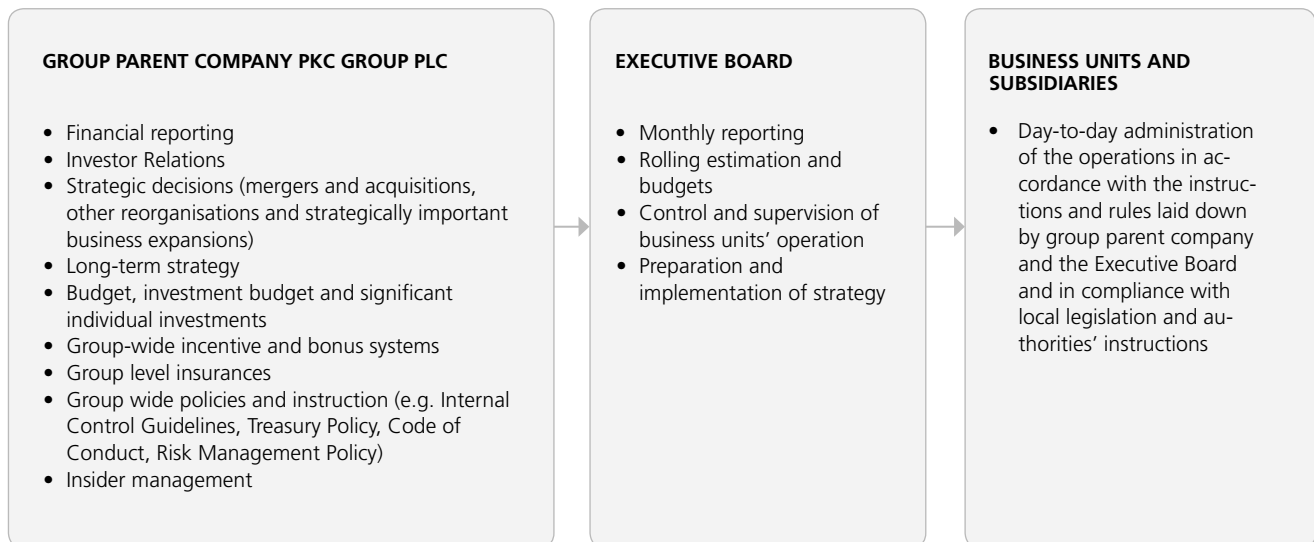 GROUP PARENT COMPANY PKC GROUP PLC
• Financial reporting
• Investor Relations
• Strategic decisions (mergers and acquisitions,
other reorganisations and strategically important
business expansions)
• Long-term strategy
• Budget, investment budget and significant
individual investments
• Group-wide incentive and bonus systems
• Group level insurances
• Group wide policies and instruction (e.g. Internal
Control Guidelines, Treasury Policy, Code of
Conduct, Risk Management Policy)
• Insider management
EXECUTIVE BOARD
• Monthly reporting
• Rolling estimation and
budgets
• Control and supervision of
business units’ operation
• Preparation and
implementation of strategy
BUSINESS UNITS AND
SUBSIDIARIES
• Day-to-day administration
of the operations in ac-
cordance with the instruc-
tions and rules laid down
by group parent company
and the Executive Board
and in compliance with
local legislation and au-
thorities’ instructions